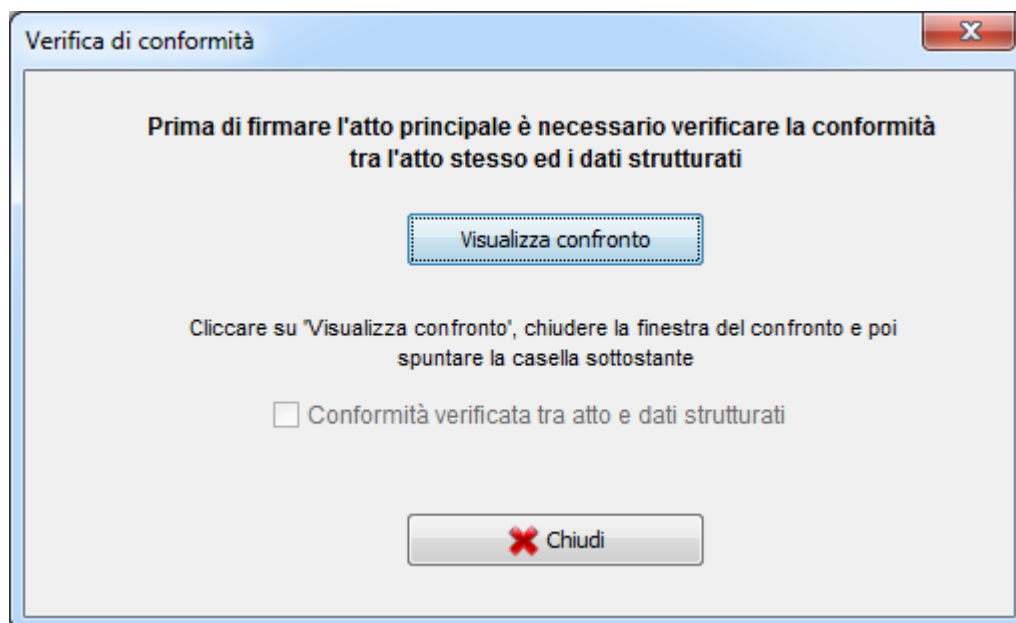 Verifica di conformità
Prima di firmare l'atto principale è necessario verificare la conformità
tra l'atto stesso ed i dati strutturati
Visualizza confronto
Cliccare su 'Visualizza confronto', chiudere la finestra del confronto e poi
spuntare la casella sottostante
Conformità verificata tra atto e dati strutturati
Chiudi